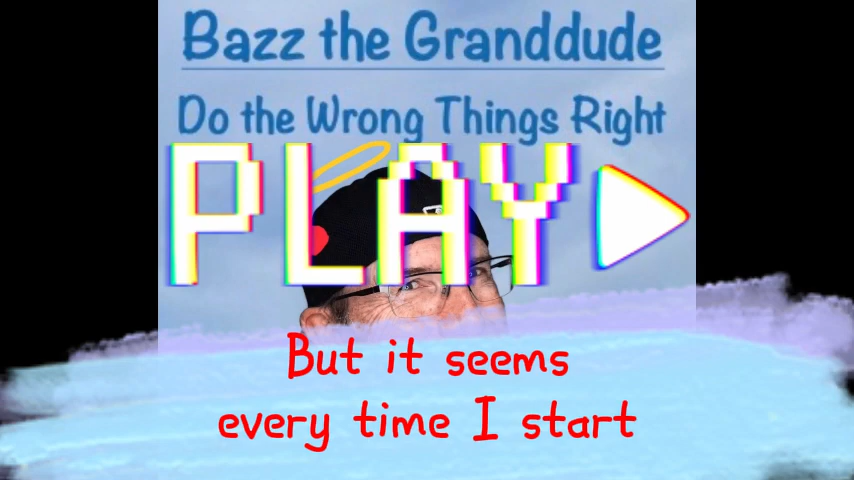 Bazz the Granddude
Do the Wrong Things Right
PLAY
But it seems
every time I start